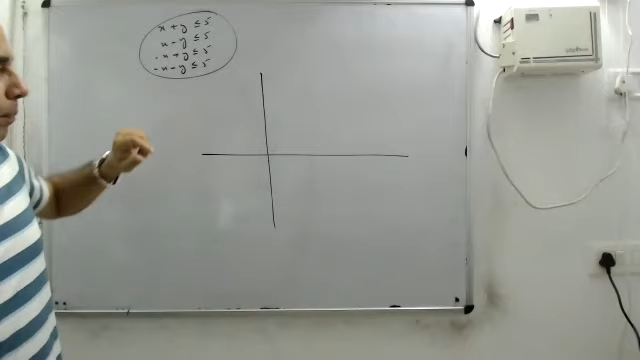 x + y ≤ 5
x - y ≤ 5
- x + y ≤ 5
- x - y ≤ 5